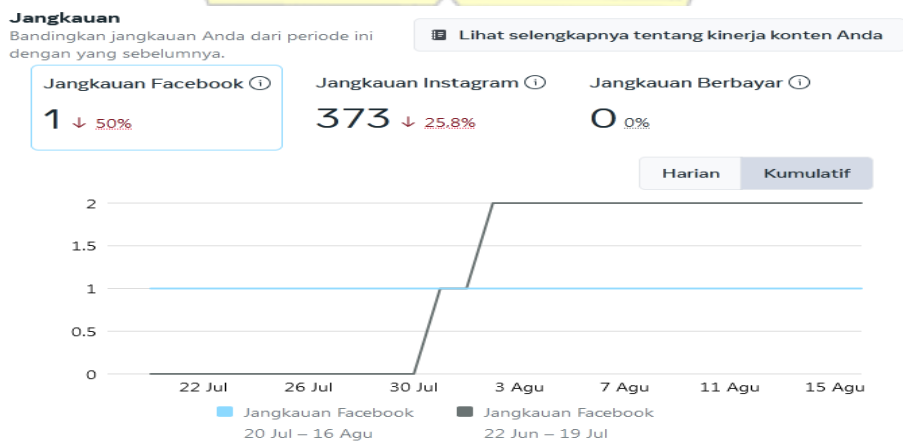 Jangkauan
Bandingkan jangkauan Anda dari periode ini
dengan yang sebelumnya.
Lihat selengkapnya tentang kinerja konten Anda
Jangkauan Facebook
1 ↓ 50%
Jangkauan Instagram
373 ↓ 25,8%
Jangkauan Berbayar
0 0%
Harian
Kumulatif
2
1.5
1
0.5
0
22 Jul
26 Jul
30 Jul
3 Agu
7 Agu
11 Agu
15 Agu
Jangkauan Facebook
20 Jul – 16 Agu
Jangkauan Facebook
22 Jun – 19 Jul